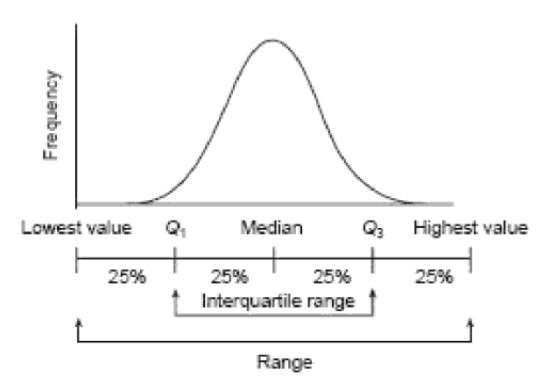 Frequency
Lowest value Q₁ Median Q₃ Highest value
25% 25% 25% 25%
Interquartile range
Range